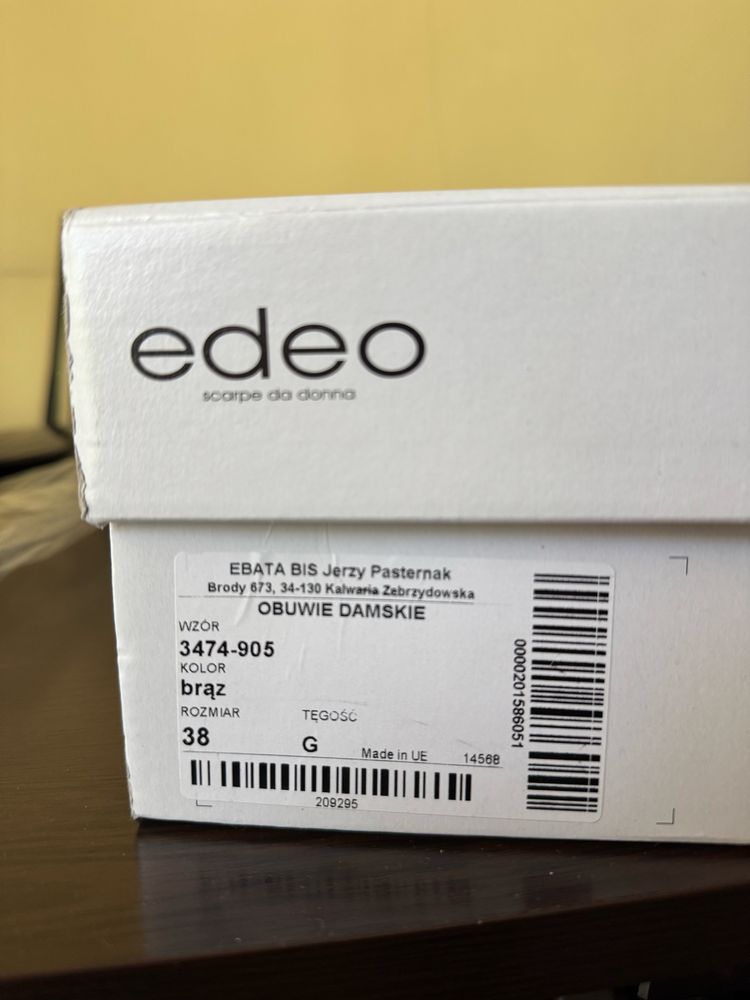 edeo
scarpe da donna
EBATA BIS Jerzy Pasternak
Brody 673, 34-130 Kalwaria Zebrzydowska
OBUWIE DAMSKIE
WZÓR
3474-905
KOLOR
brąz
ROZMIAR TĘGOŚĆ
38 G Made in UE 14568
209295
0000201586051